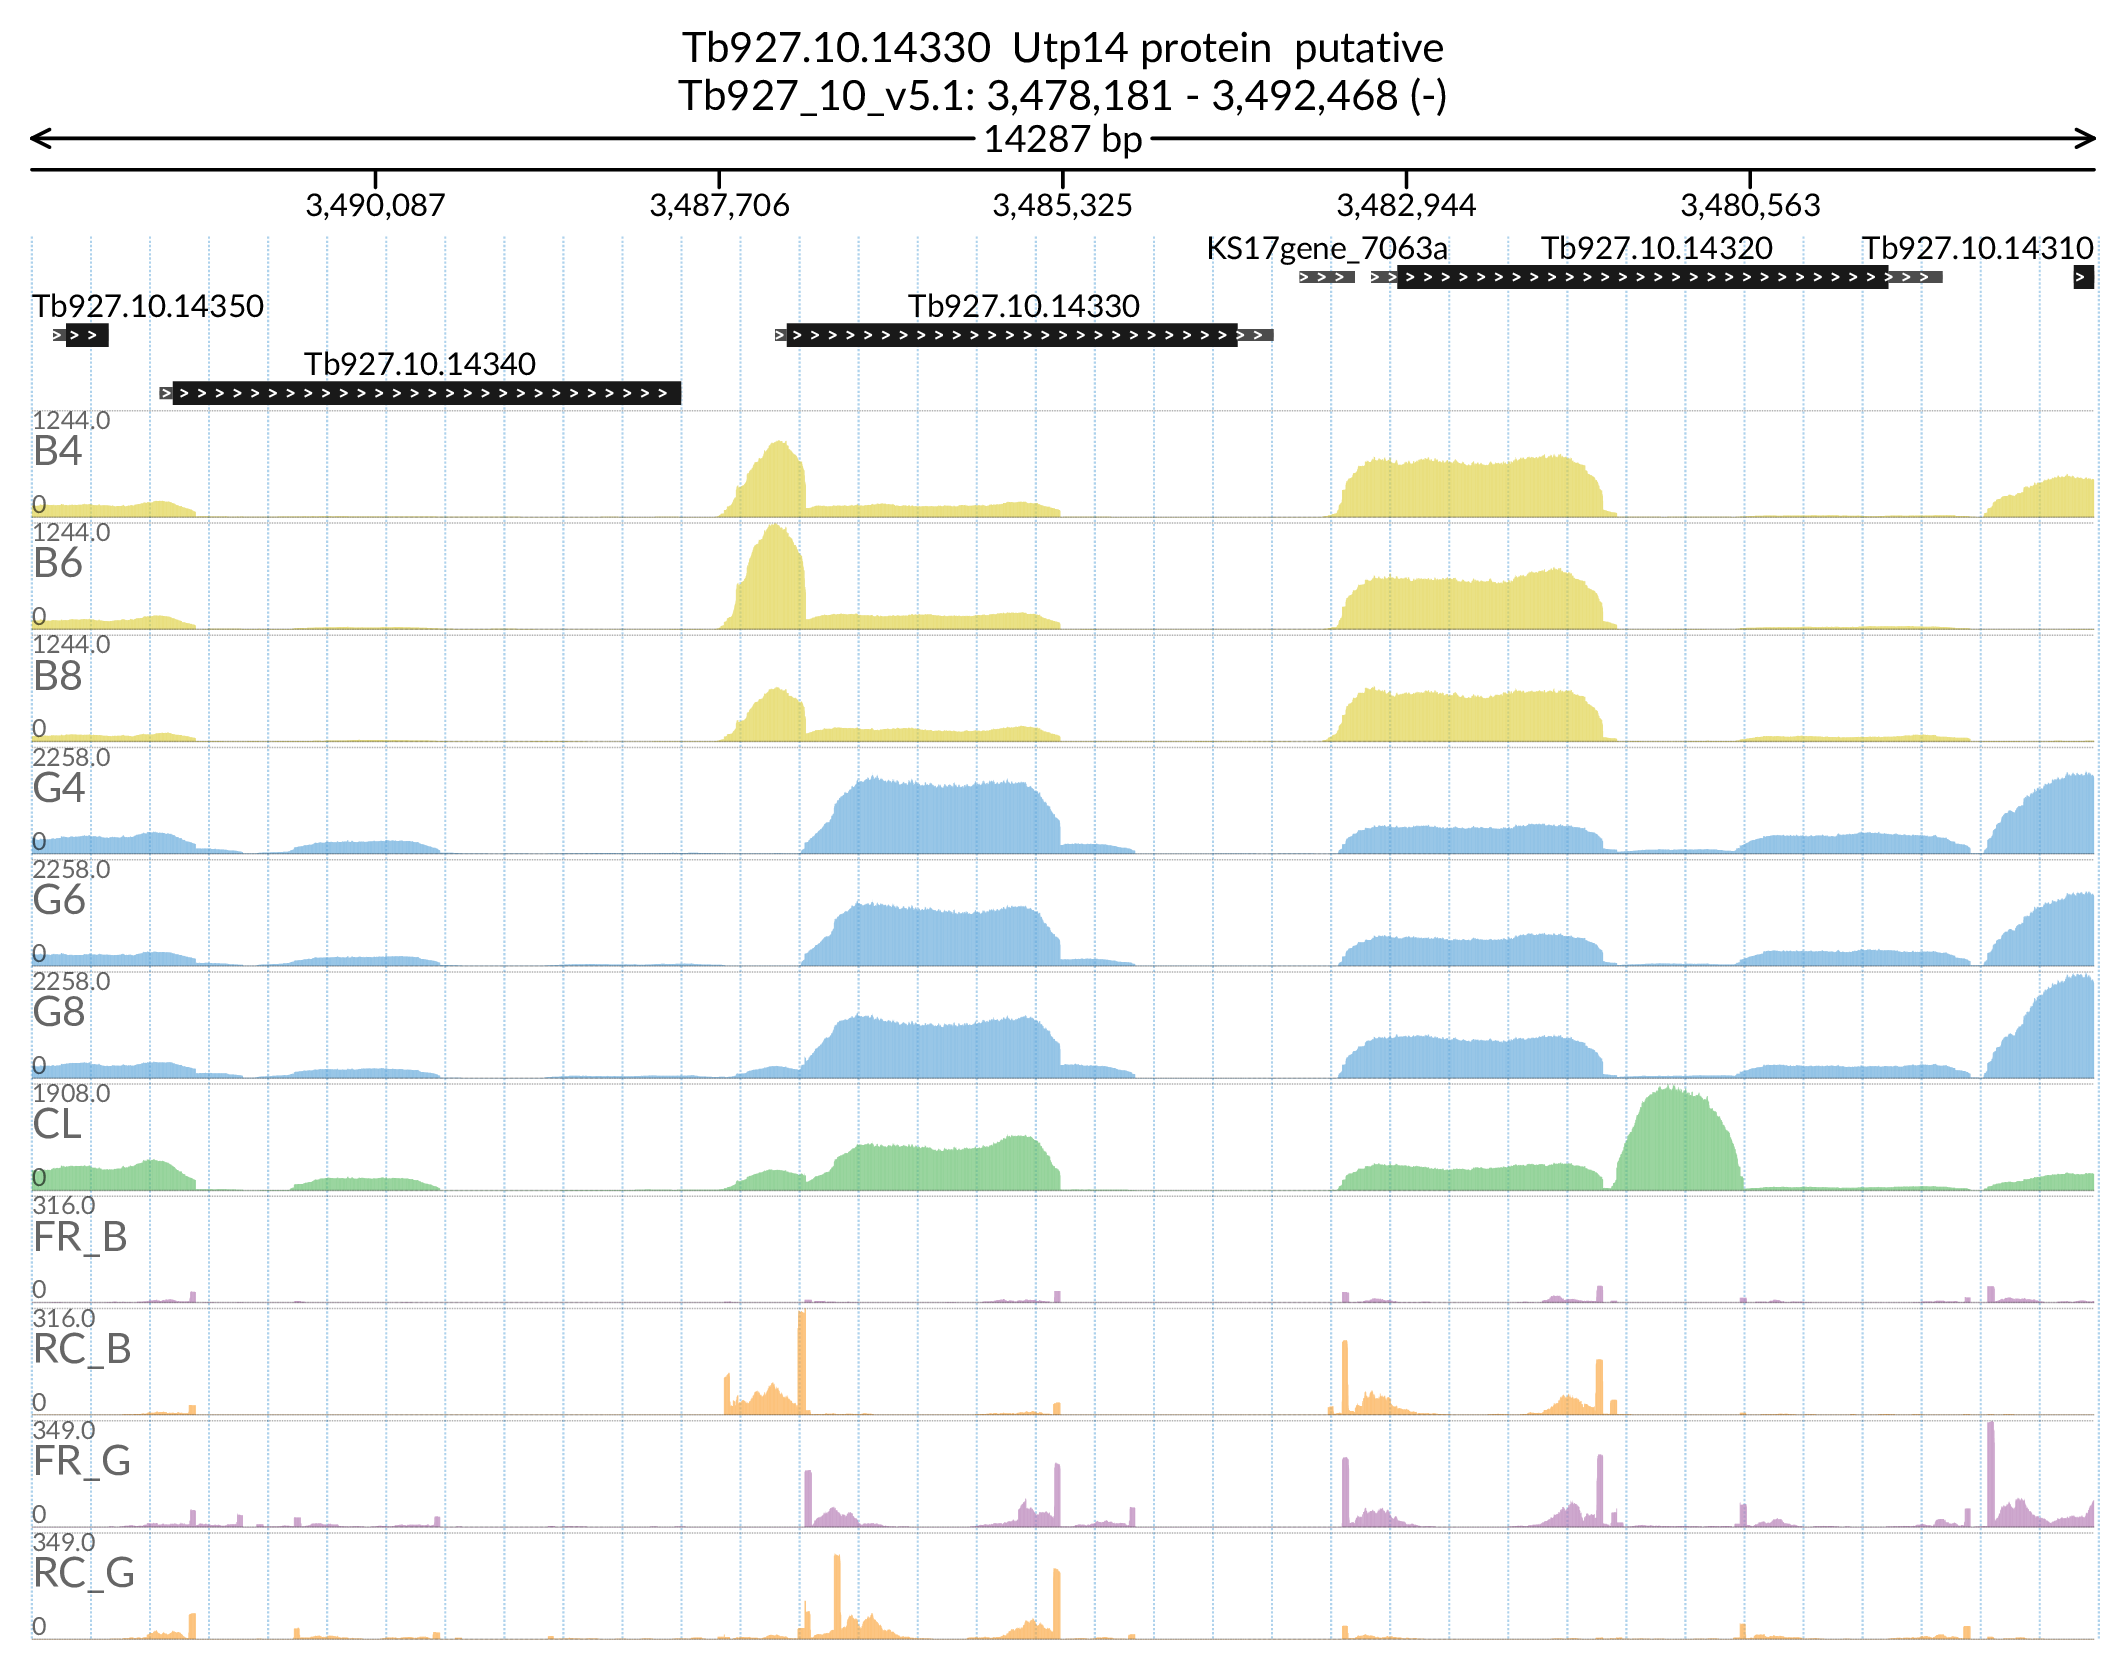 Tb927.10.14330  Utp14 protein  putative
Tb927_10_v5.1: 3,478,181 - 3,492,468 (-)
14287 bp
3,490,087 3,487,706 3,485,325 3,482,944 3,480,563
KS17gene_7063a Tb927.10.14320 Tb927.10.14310
Tb927.10.14350 Tb927.10.14330
Tb927.10.14340
1244.0
B4
0
1244.0
B6
0
1244.0
B8
0
2258.0
G4
0
2258.0
G6
0
2258.0
G8
0
1908.0
CL
0
316.0
FR_B
0
316.0
RC_B
0
349.0
FR_G
0
349.0
RC_G
0